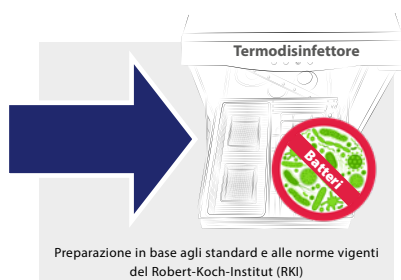 Termodisinfettore
Batteri
Preparazione in base agli standard e alle norme vigenti
del Robert-Koch-Institut (RKI)